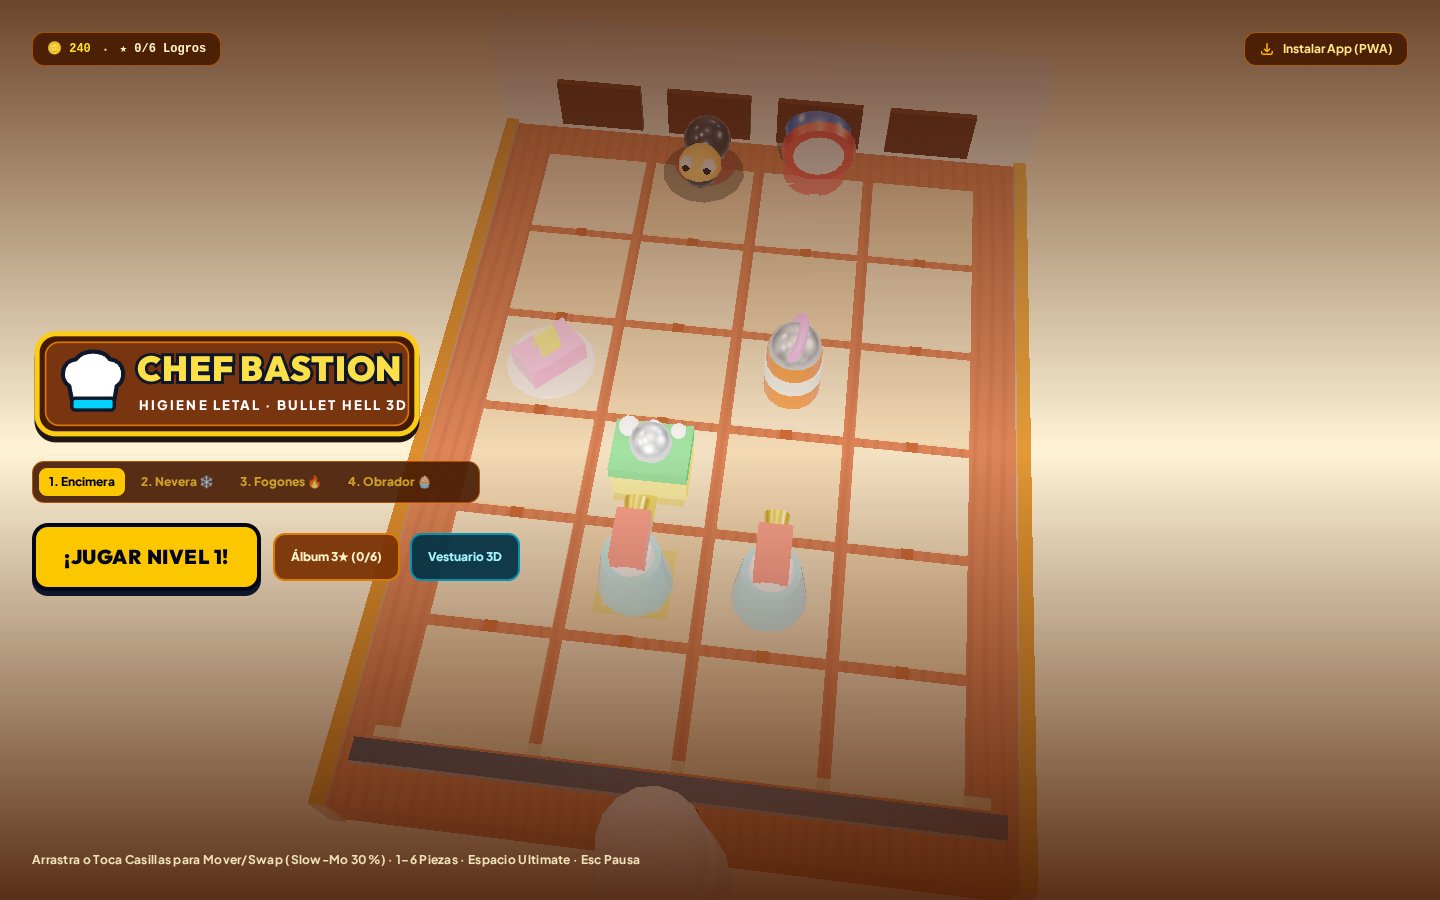 240 · ★ 0/6 Logros
Instalar App (PWA)
CHEF BASTION
HIGIENE LETAL · BULLET HELL 3D
1. Encimera 2. Nevera ❄️ 3. Fogones 🔥 4. Obrador 🧁
¡JUGAR NIVEL 1! Álbum 3★ (0/6) Vestuario 3D
Arrastra o Toca Casillas para Mover/Swap (Slow-Mo 30%) · 1–6 Piezas · Espacio Ultimate · Esc Pausa